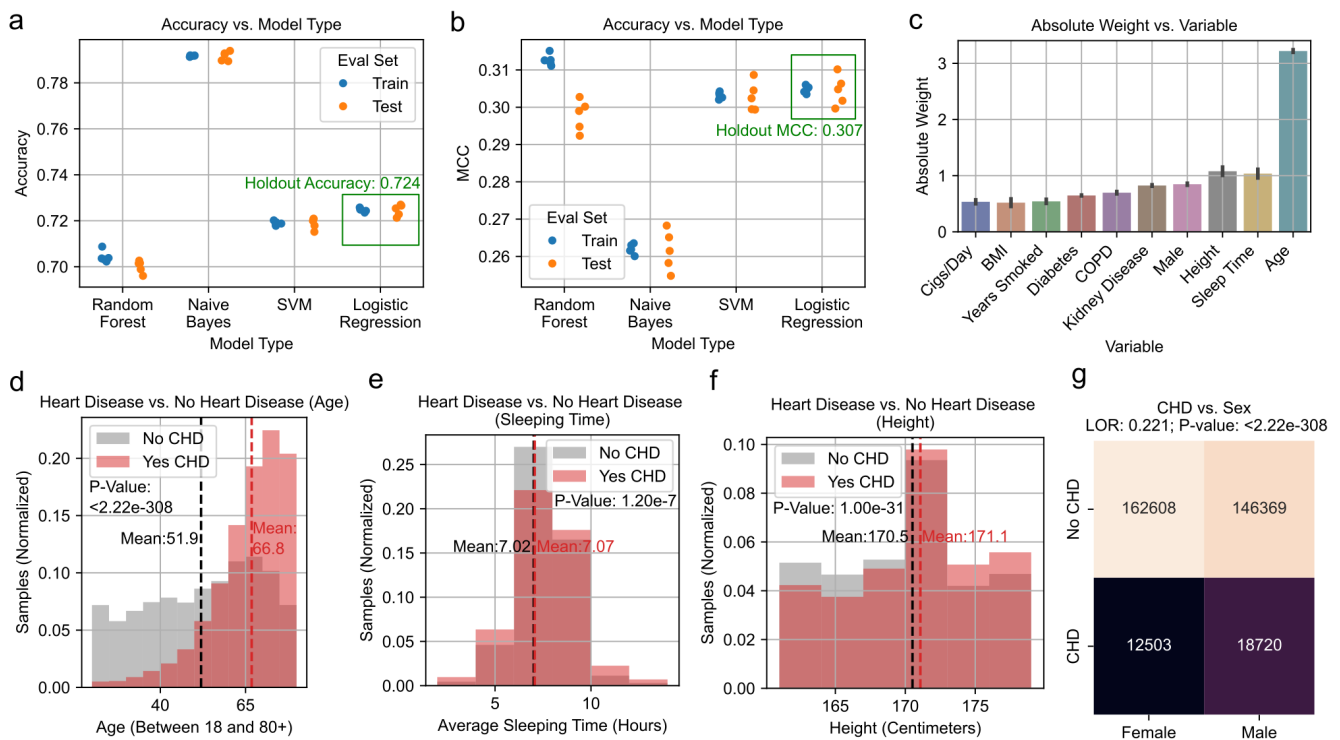 a
Accuracy vs. Model Type
Eval Set
Train
Test
Holdout Accuracy: 0.724
0.78
0.76
0.74
0.72
0.70
Accuracy
Random
Forest
Naive
Bayes
SVM
Logistic
Regression
Model Type
b
Accuracy vs. Model Type
Holdout MCC: 0.307
Eval Set
Train
Test
0.31
0.30
0.29
0.28
0.27
0.26
MCC
Random
Forest
Naive
Bayes
SVM
Logistic
Regression
Model Type
c
Absolute Weight vs. Variable
3
2
1
0
Absolute Weight
Cigs/Day
BMI
Years Smoked
Diabetes
COPD
Kidney Disease
Male
Height
Sleep Time
Age
Variable
d
Heart Disease vs. No Heart Disease (Age)
No CHD
Yes CHD
P-Value:
<2.22e-308
Mean:51.9
Mean:
66.8
0.20
0.15
0.10
0.05
0.00
Samples (Normalized)
40
65
Age (Between 18 and 80+)
e
Heart Disease vs. No Heart Disease
(Sleeping Time)
No CHD
Yes CHD
P-Value: 1.20e-7
Mean:7.02
Mean:7.07
0.25
0.20
0.15
0.10
0.05
0.00
Samples (Normalized)
5
10
Average Sleeping Time (Hours)
f
Heart Disease vs. No Heart Disease
(Height)
No CHD
Yes CHD
P-Value: 1.00e-31
Mean:170.5
Mean:171.1
0.10
0.08
0.06
0.04
0.02
0.00
Samples (Normalized)
165
170
175
Height (Centimeters)
g
CHD vs. Sex
LOR: 0.221; P-value: <2.22e-308
No CHD
162608
146369
CHD
12503
18720
Female
Male